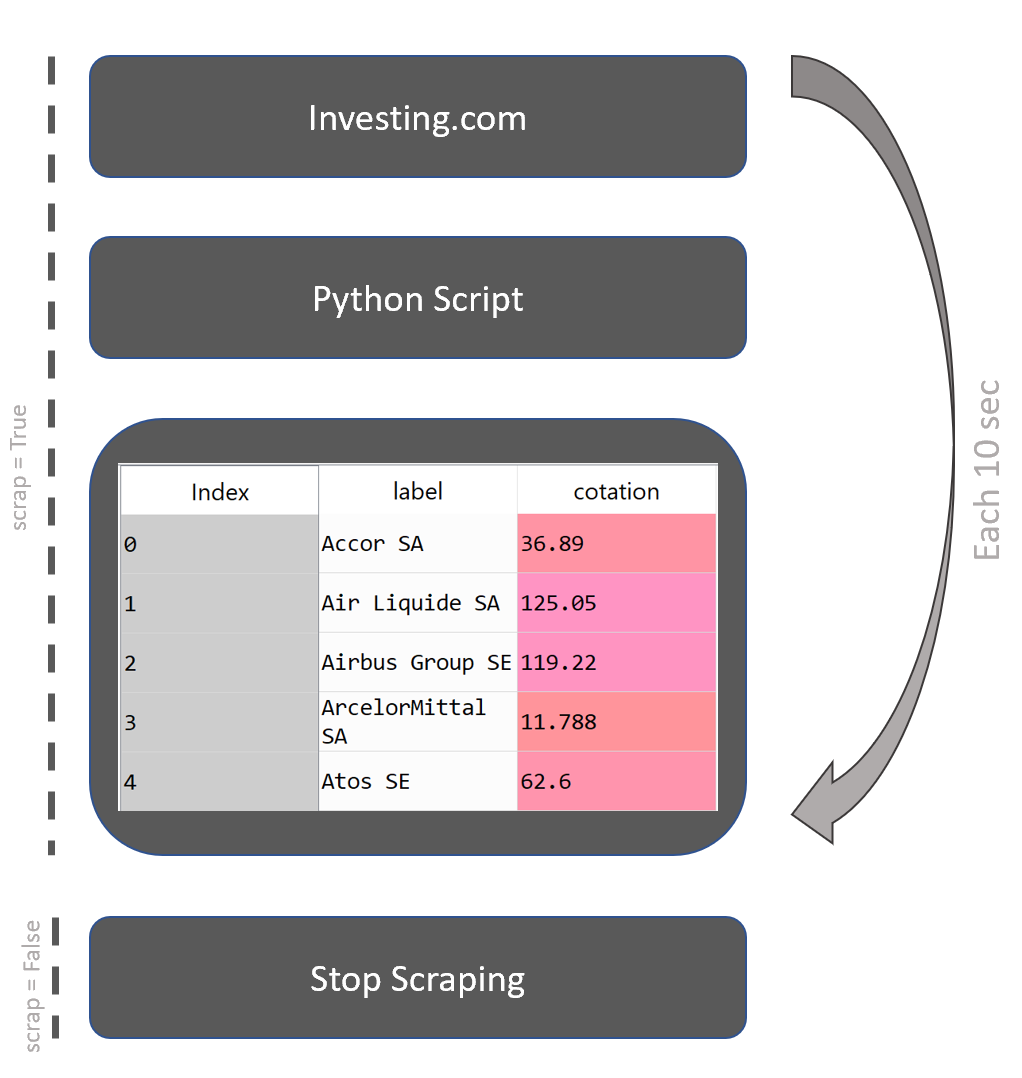 Investing.com
Python Script
scrap = True
Each 10 sec
Index label cotation
0 Accor SA 36.89
1 Air Liquide SA 125.05
2 Airbus Group SE 119.22
3 ArcelorMittal SA 11.788
4 Atos SE 62.6
scrap = False
Stop Scraping